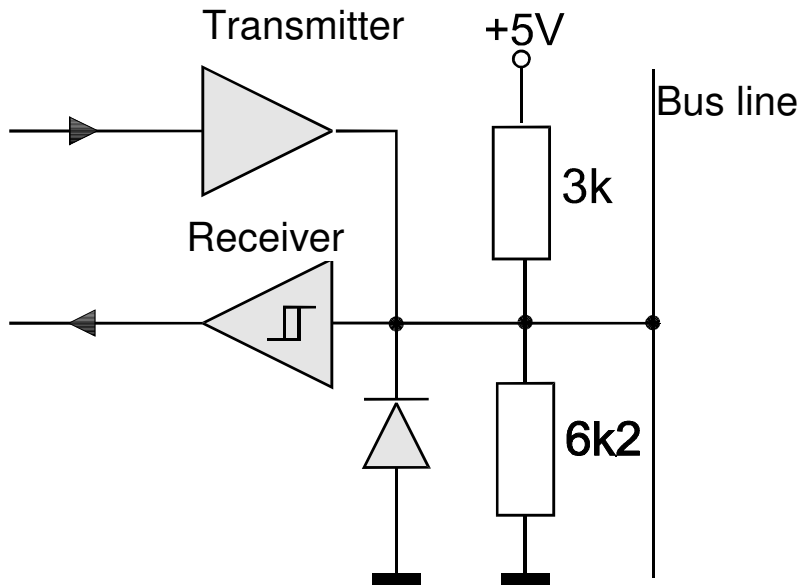 Transmitter
+5V
Bus line
3k
Receiver
6k2